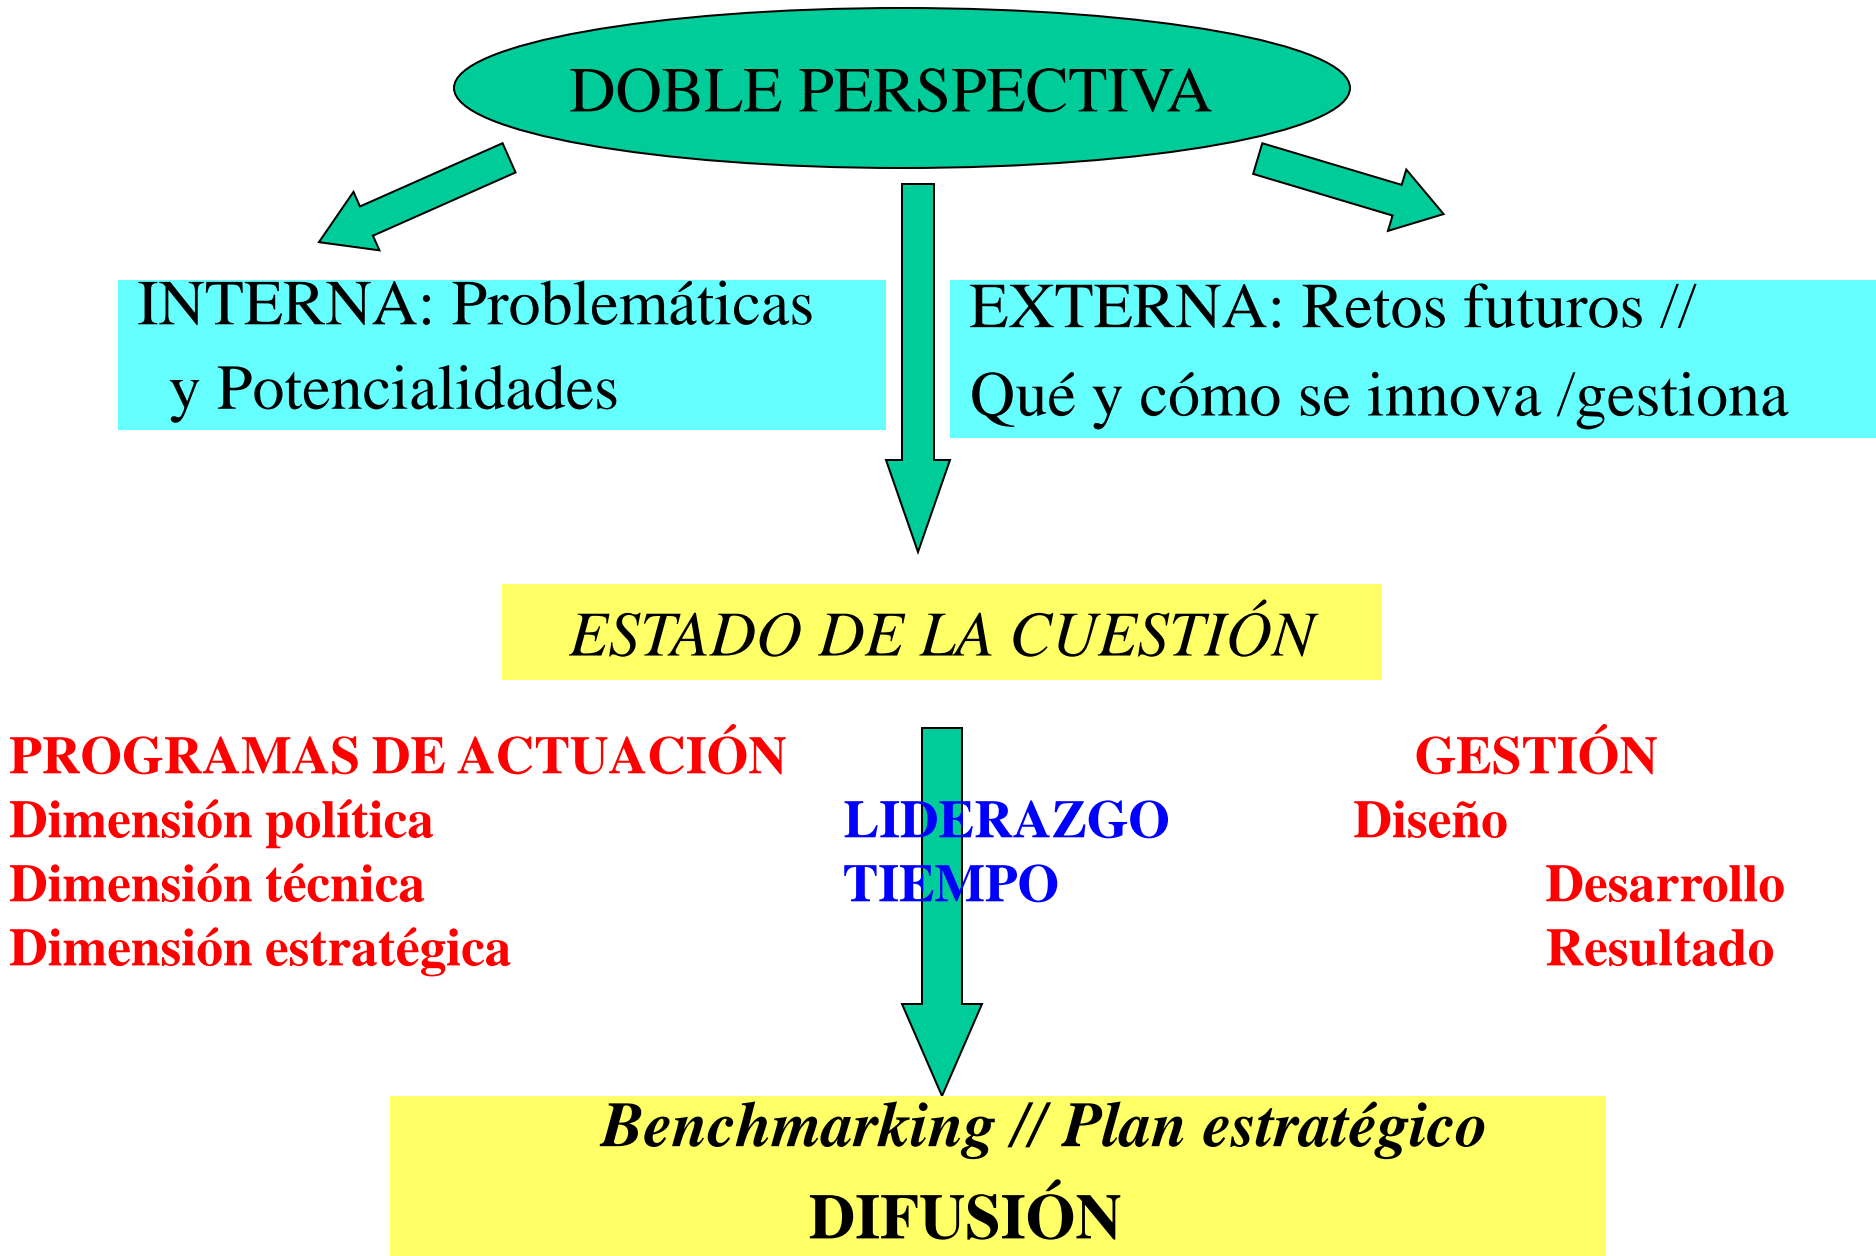 DOBLE PERSPECTIVA
INTERNA: Problemáticas
y Potencialidades
EXTERNA: Retos futuros //
Qué y cómo se innova /gestiona
ESTADO DE LA CUESTIÓN
PROGRAMAS DE ACTUACIÓN GESTIÓN
Dimensión política LIDERAZGO Diseño
Dimensión técnica TIEMPO Desarrollo
Dimensión estratégica Resultado
Benchmarking // Plan estratégico
DIFUSIÓN